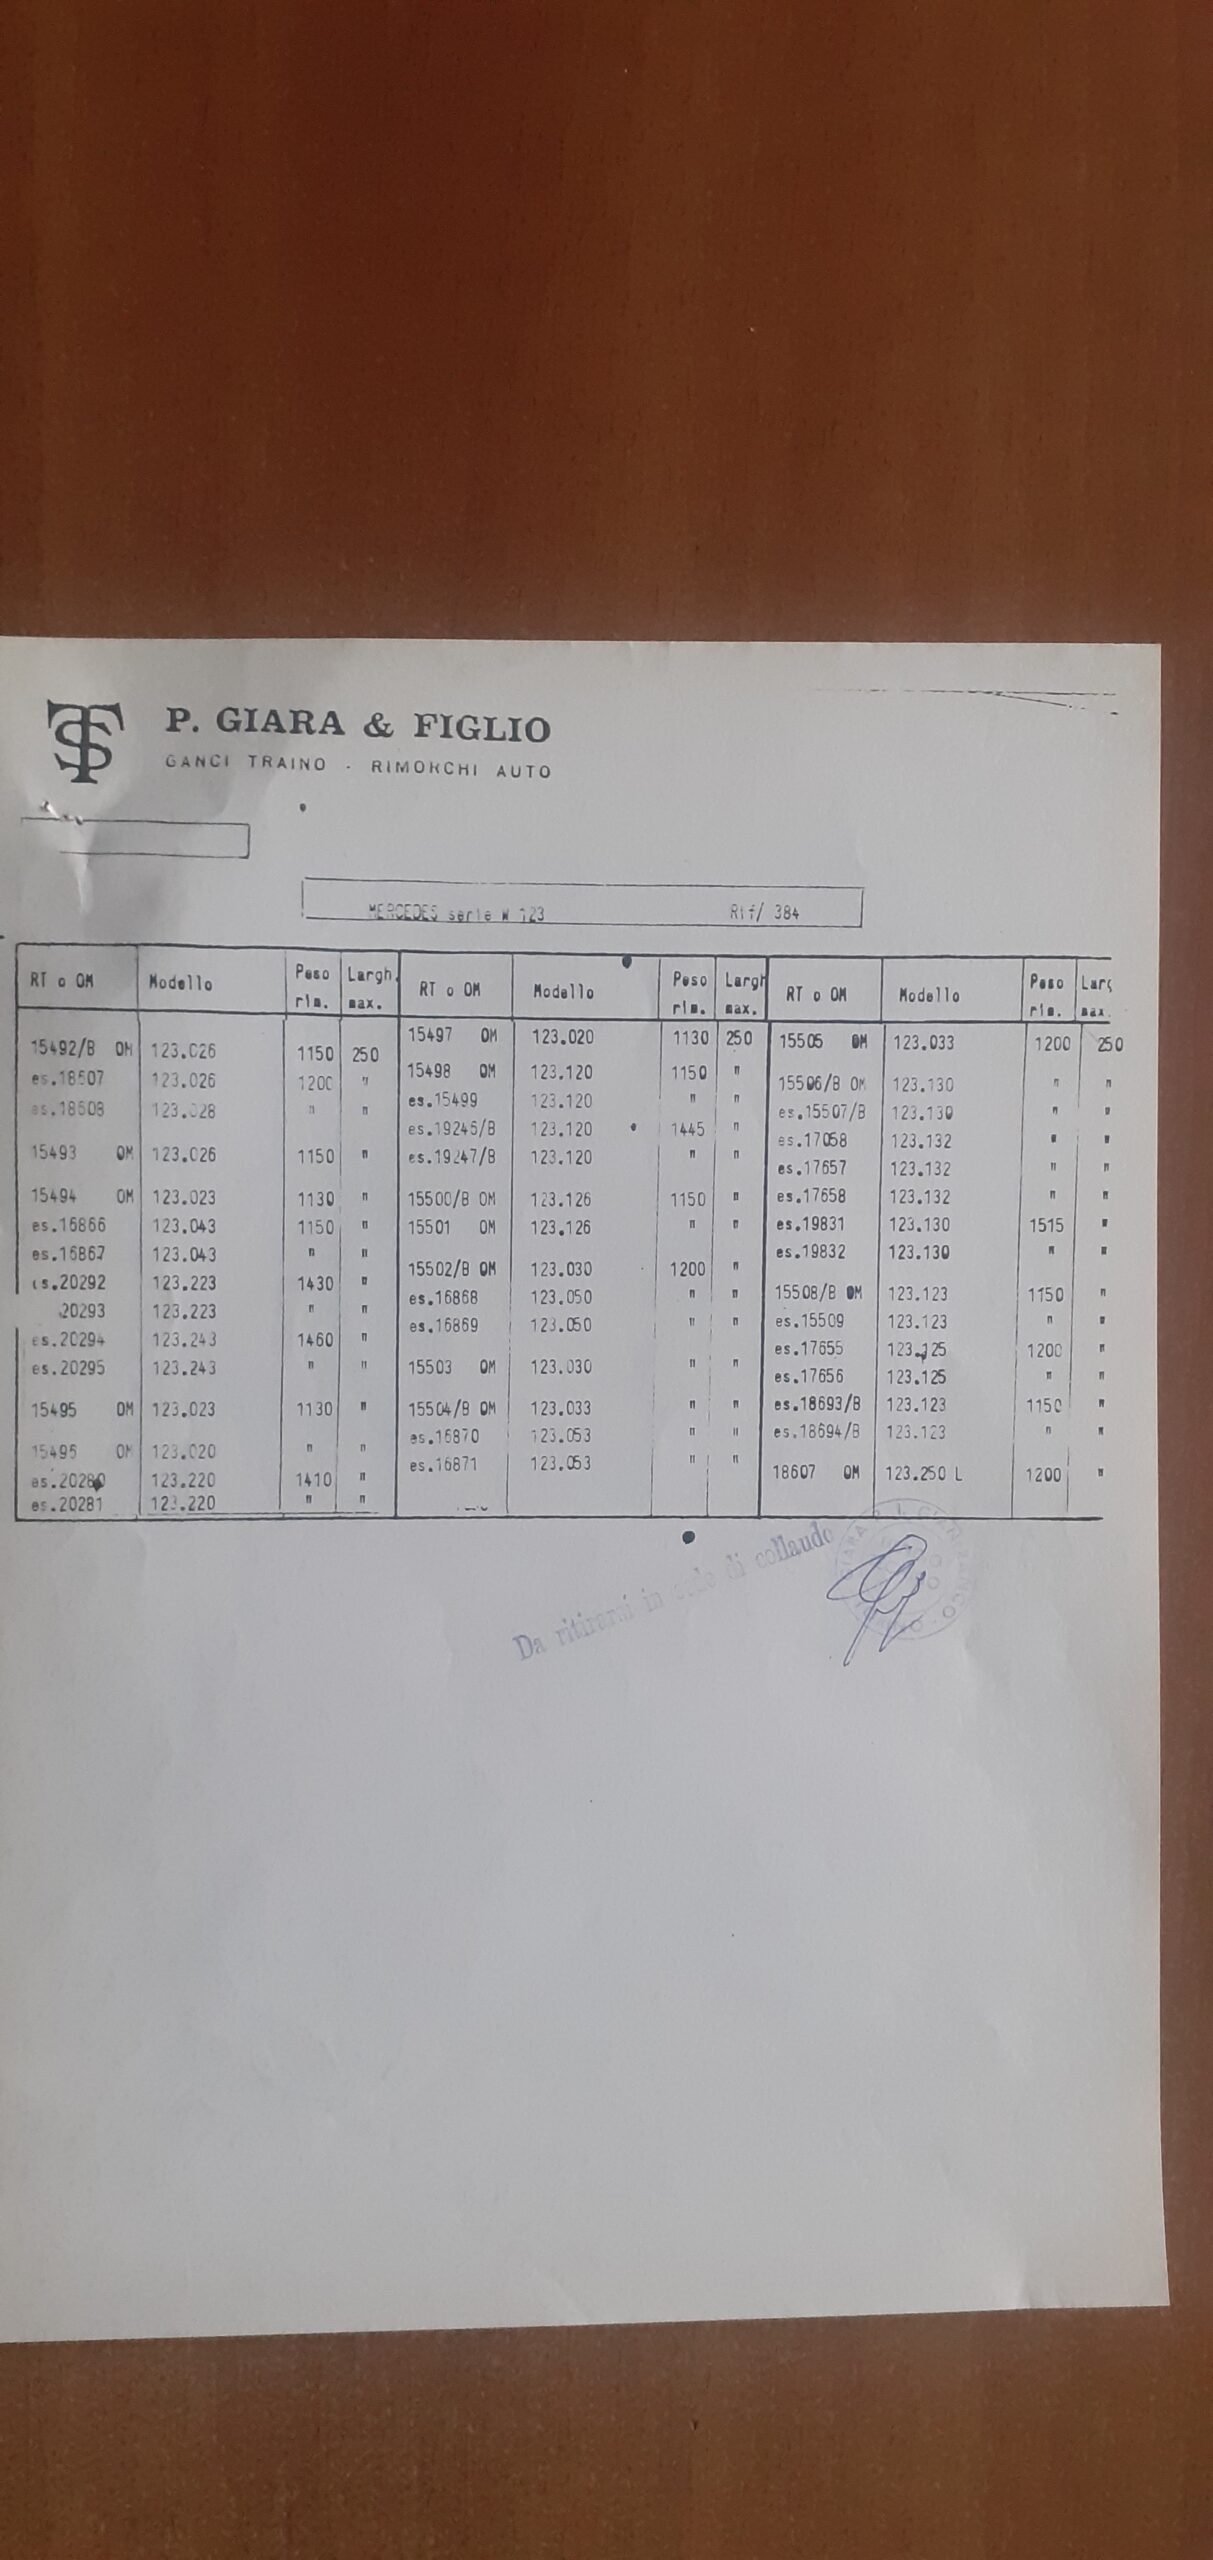 TS
P. GIARA & FIGLIO
GANCI TRAINO - RIMORCHI AUTO
MERCEDES serie W 123 Rif/ 384
RT o OM Modello Peso rim. Largh. max. RT o OM Modello Peso rim. Largh max. RT o OM Modello Peso rim. Larg max.
15492/B OM 123.026 1150 250
es.18507 123.026 1200 "
es.18508 123.028 " "
15493 OM 123.026 1150 "
15494 OM 123.023 1130 "
es.16866 123.043 1150 "
es.16867 123.043 " "
es.20292 123.223 1430 "
20293 123.223 " "
es.20294 123.243 1460 "
es.20295 123.243 " "
15495 OM 123.023 1130 "
15495 OM 123.020 " "
es.20280 123.220 1410 "
es.20281 123.220 " "
15497 OM 123.020 1130 250
15498 OM 123.120 1150 "
es.15499 123.120 " "
es.19246/B 123.120 1445 "
es.19247/B 123.120 " "
15500/B OM 123.126 1150 "
15501 OM 123.126 " "
15502/B OM 123.030 1200 "
es.16868 123.050 " "
es.16869 123.050 " "
15503 OM 123.030 " "
15504/B OM 123.033 " "
es.16870 123.053 " "
es.16871 123.053 " "
15505 OM 123.033 1200 250
15506/B OM 123.130 " "
es.15507/B 123.130 " "
es.17058 123.132 " "
es.17657 123.132 " "
es.17658 123.132 " "
es.19831 123.130 1515 "
es.19832 123.130 " "
15508/B OM 123.123 1150 "
es.15509 123.123 " "
es.17655 123.125 1200 "
es.17656 123.125 " "
es.18693/B 123.123 1150 "
es.18694/B 123.123 " "
18607 OM 123.250 L 1200 "
Da ritirarsi in sede di collaudo